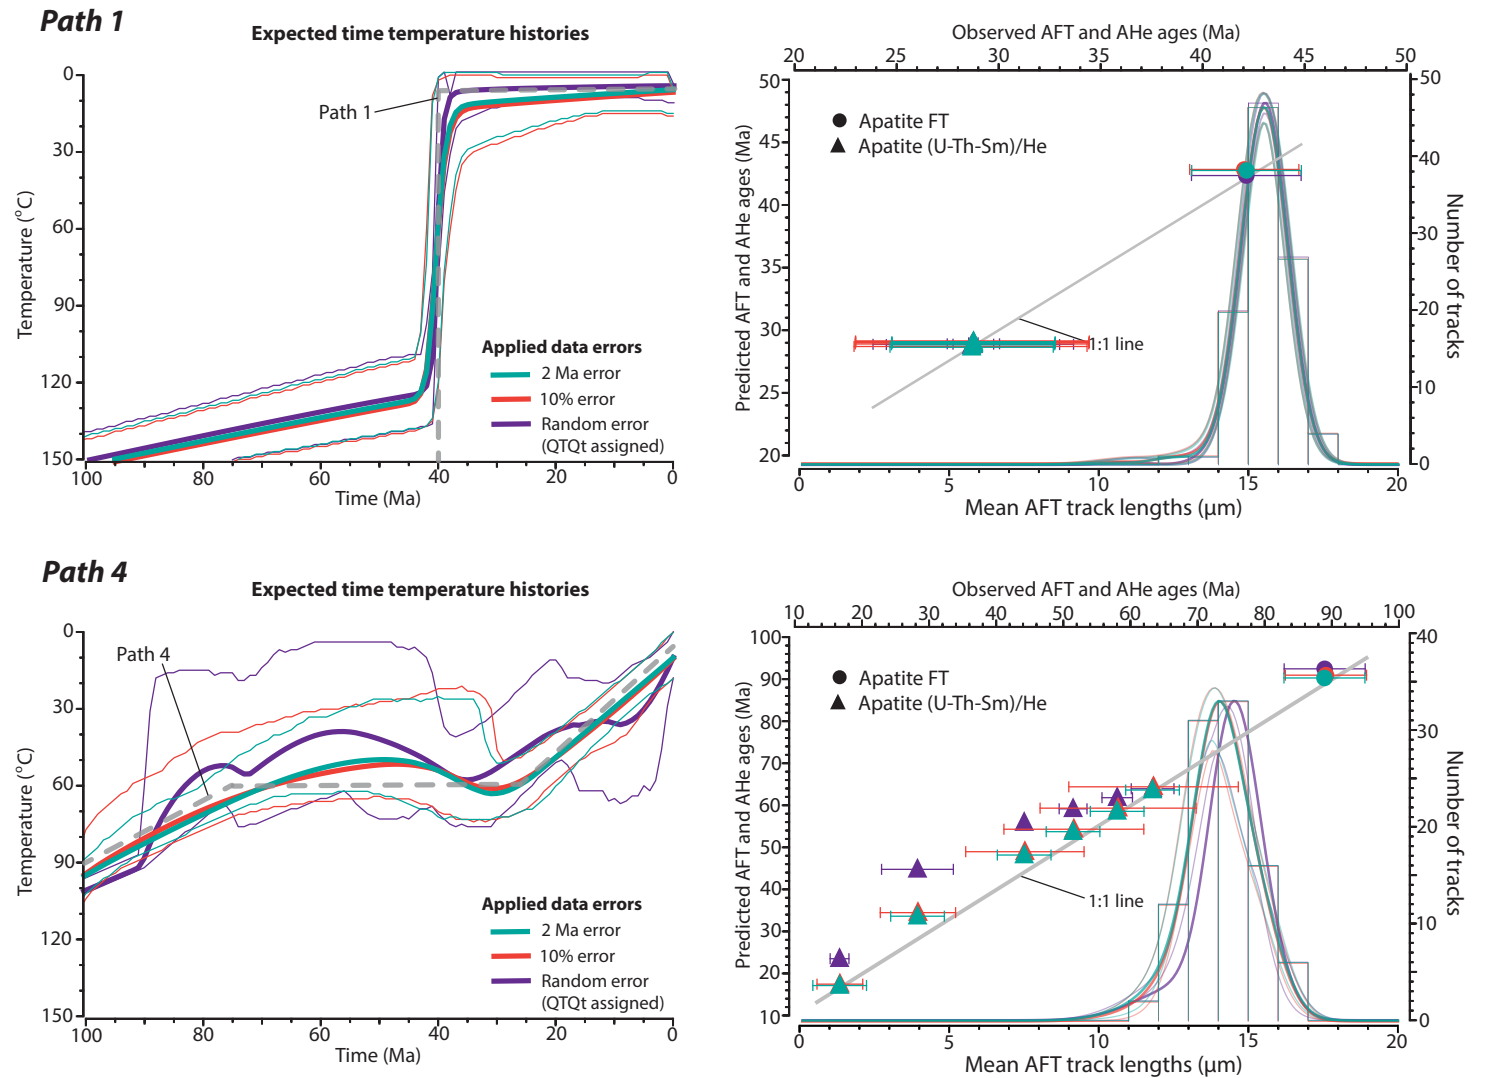 Path 1
Expected time temperature histories
0
30
60
90
120
150
Temperature (°C)
Path 1
Applied data errors
2 Ma error
10% error
Random error
(QTQt assigned)
100
80
60
40
20
0
Time (Ma)
Observed AFT and AHe ages (Ma)
20
25
30
35
40
45
50
50
45
40
35
30
25
20
Predicted AFT and AHe ages (Ma)
Apatite FT
Apatite (U-Th-Sm)/He
1:1 line
50
40
30
20
10
0
Number of tracks
0
5
10
15
20
Mean AFT track lengths (μm)
Path 4
Expected time temperature histories
0
30
60
90
120
150
Temperature (°C)
Path 4
Applied data errors
2 Ma error
10% error
Random error
(QTQt assigned)
100
80
60
40
20
0
Time (Ma)
Observed AFT and AHe ages (Ma)
10
20
30
40
50
60
70
80
90
100
100
90
80
70
60
50
40
30
20
10
Predicted AFT and AHe ages (Ma)
Apatite FT
Apatite (U-Th-Sm)/He
1:1 line
40
30
20
10
0
Number of tracks
0
5
10
15
20
Mean AFT track lengths (μm)